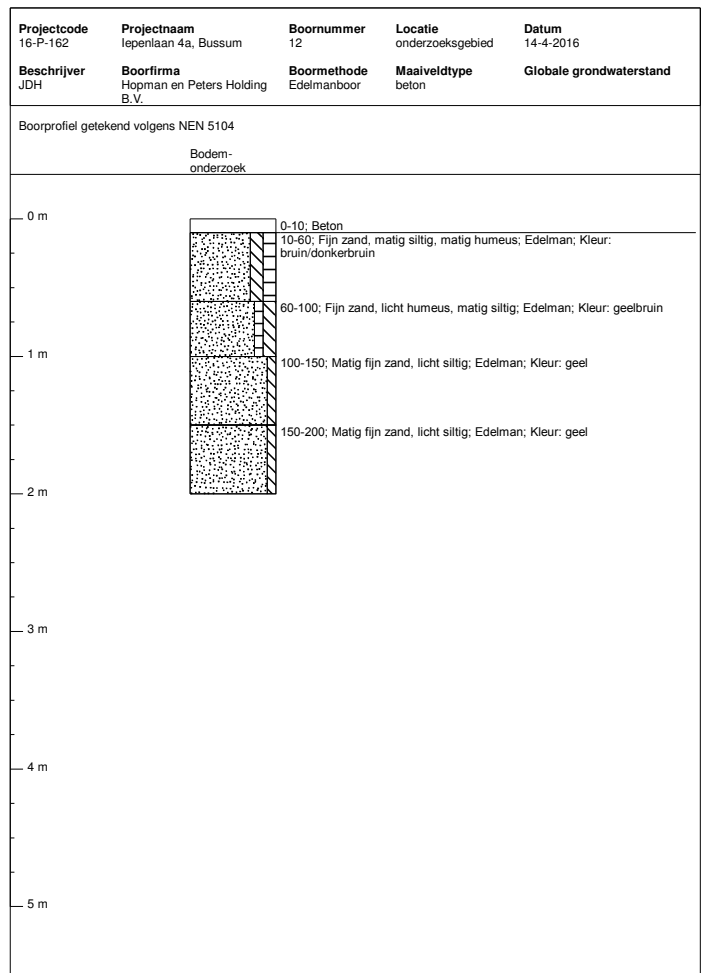 Projectcode Projectnaam Boornummer Locatie Datum
16-P-162 Iepenlaan 4a, Bussum 12 onderzoeksgebied 14-4-2016
Beschrijver Boorfirma Boormethode Maaiveldtype Globale grondwaterstand
JDH Hopman en Peters Holding Edelmanboor beton
B.V.
Boorprofiel getekend volgens NEN 5104
Bodem-
onderzoek
0 m
0-10; Beton
10-60; Fijn zand, matig siltig, matig humeus; Edelman; Kleur:
bruin/donkerbruin
60-100; Fijn zand, licht humeus, matig siltig; Edelman; Kleur: geelbruin
1 m
100-150; Matig fijn zand, licht siltig; Edelman; Kleur: geel
150-200; Matig fijn zand, licht siltig; Edelman; Kleur: geel
2 m
3 m
4 m
5 m